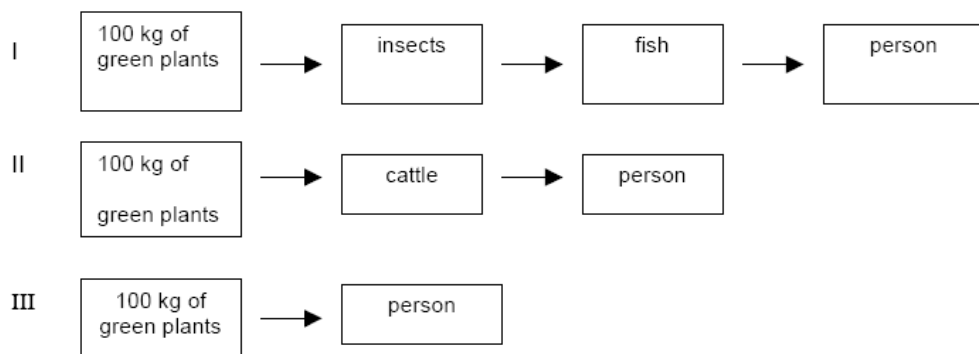 I
100 kg of
green plants
insects
fish
person
II
100 kg of
green plants
cattle
person
III
100 kg of
green plants
person